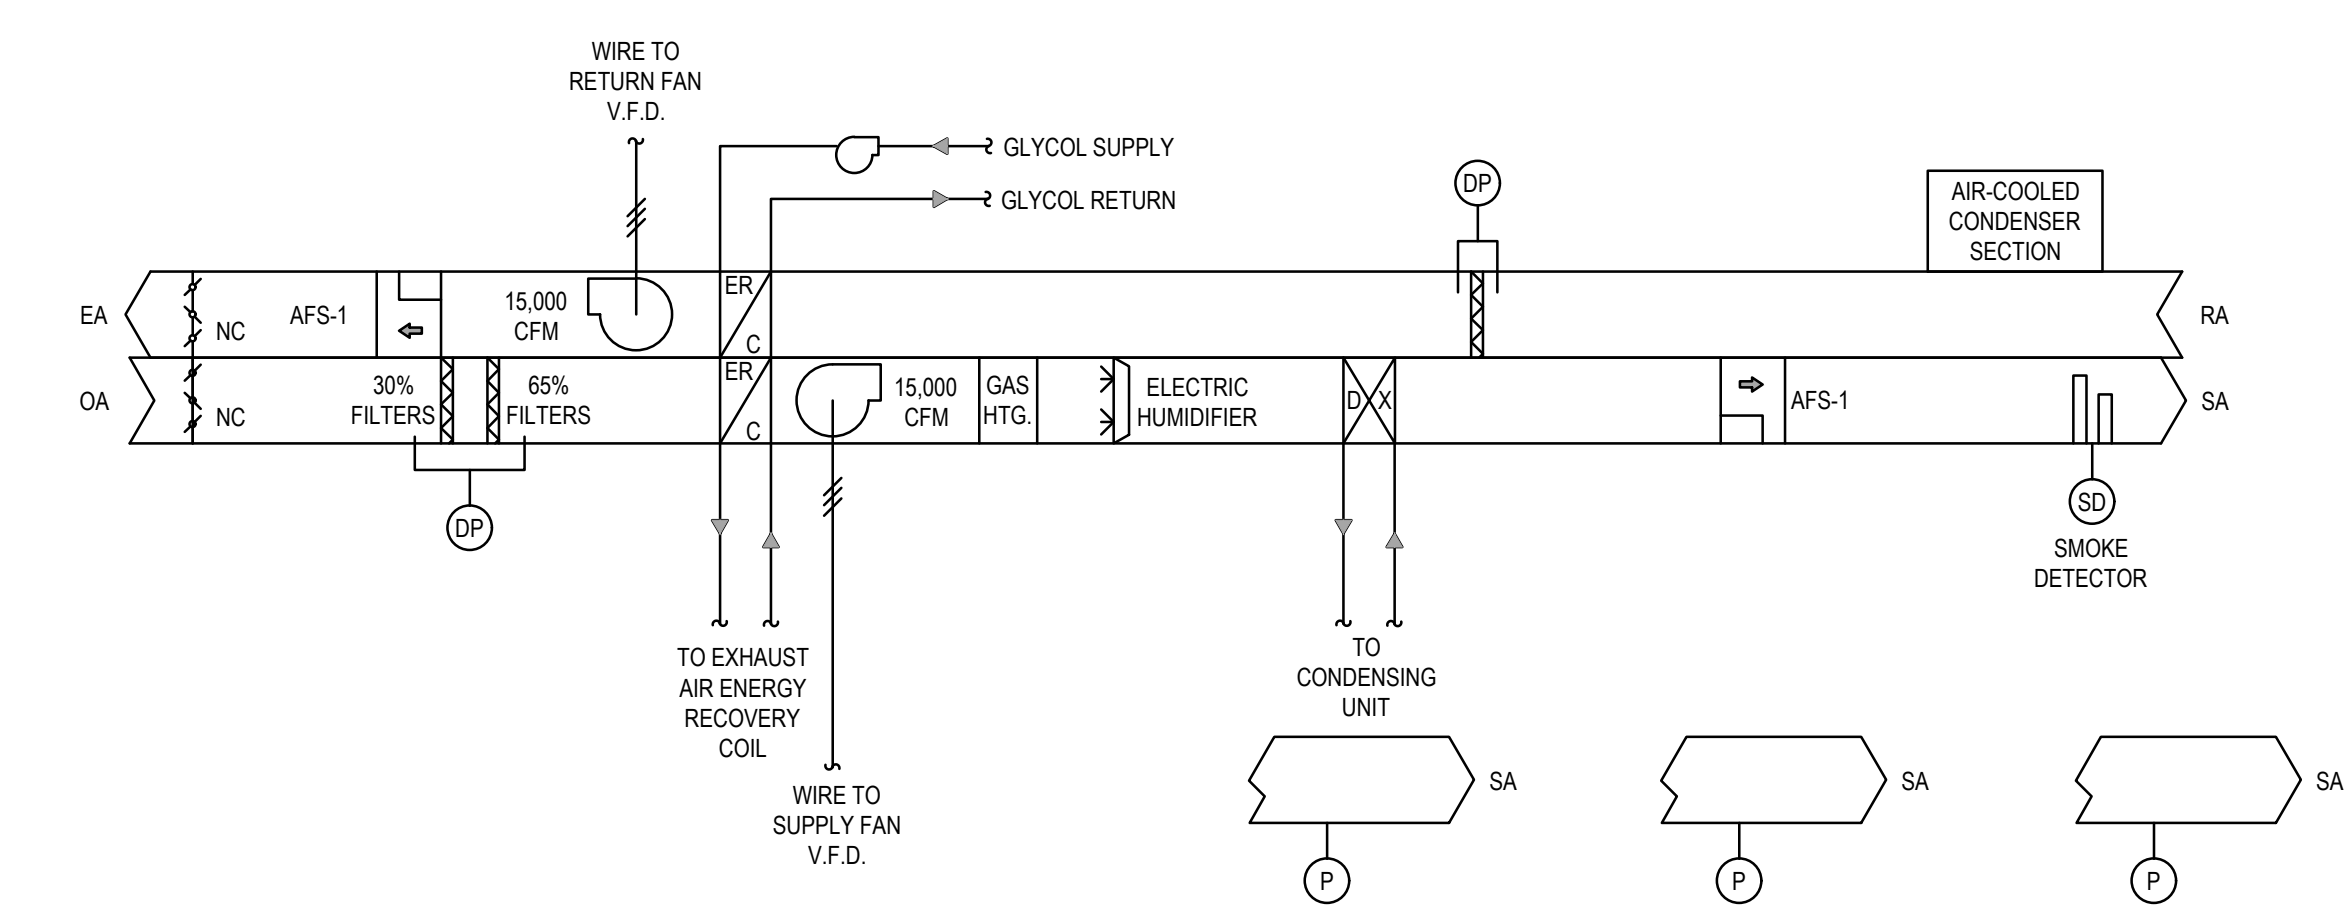 WIRE TO
RETURN FAN
V.F.D.
GLYCOL SUPPLY
GLYCOL RETURN
DP
AIR-COOLED
CONDENSER
SECTION
EA
NC
AFS-1
15,000
CFM
ER
C
RA
OA
NC
30%
FILTERS
65%
FILTERS
ER
C
15,000
CFM
GAS
HTG.
ELECTRIC
HUMIDIFIER
DX
AFS-1
SA
DP
SD
SMOKE
DETECTOR
TO EXHAUST
AIR ENERGY
RECOVERY
COIL
TO
CONDENSING
UNIT
WIRE TO
SUPPLY FAN
V.F.D.
SA
SA
SA
P
P
P